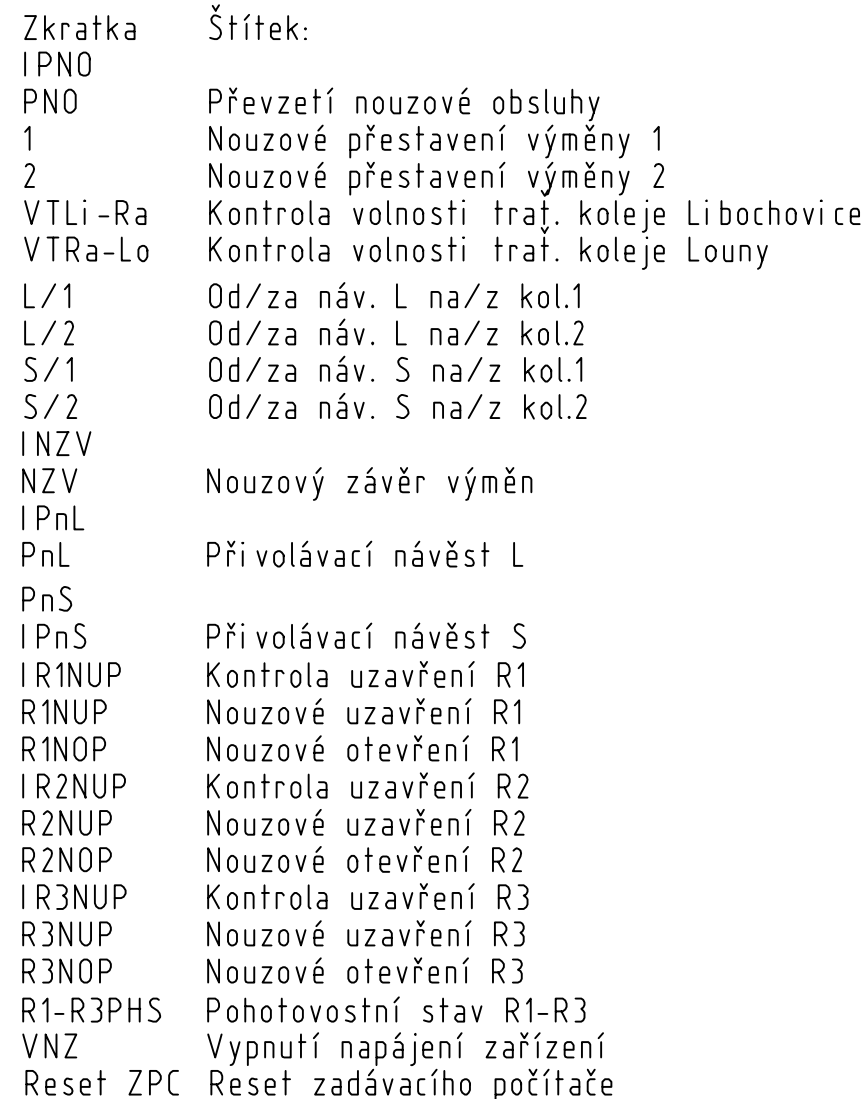 Zkratka Štítek:
IPNO
PNO Převzetí nouzové obsluhy
1 Nouzové přestavení výměny 1
2 Nouzové přestavení výměny 2
VTLi-Ra Kontrola volnosti trať. koleje Libochovice
VTRa-Lo Kontrola volnosti trať. koleje Louny
L/1 Od/za náv. L na/z kol.1
L/2 Od/za náv. L na/z kol.2
S/1 Od/za náv. S na/z kol.1
S/2 Od/za náv. S na/z kol.2
INZV
NZV Nouzový závěr výměn
IPnL
PnL Přivolávací návěst L
PnS
IPnS Přivolávací návěst S
IR1NUP Kontrola uzavření R1
R1NUP Nouzové uzavření R1
R1NOP Nouzové otevření R1
IR2NUP Kontrola uzavření R2
R2NUP Nouzové uzavření R2
R2NOP Nouzové otevření R2
IR3NUP Kontrola uzavření R3
R3NUP Nouzové uzavření R3
R3NOP Nouzové otevření R3
R1-R3PHS Pohotovostní stav R1-R3
VNZ Vypnutí napájení zařízení
Reset ZPC Reset zadávacího počítače